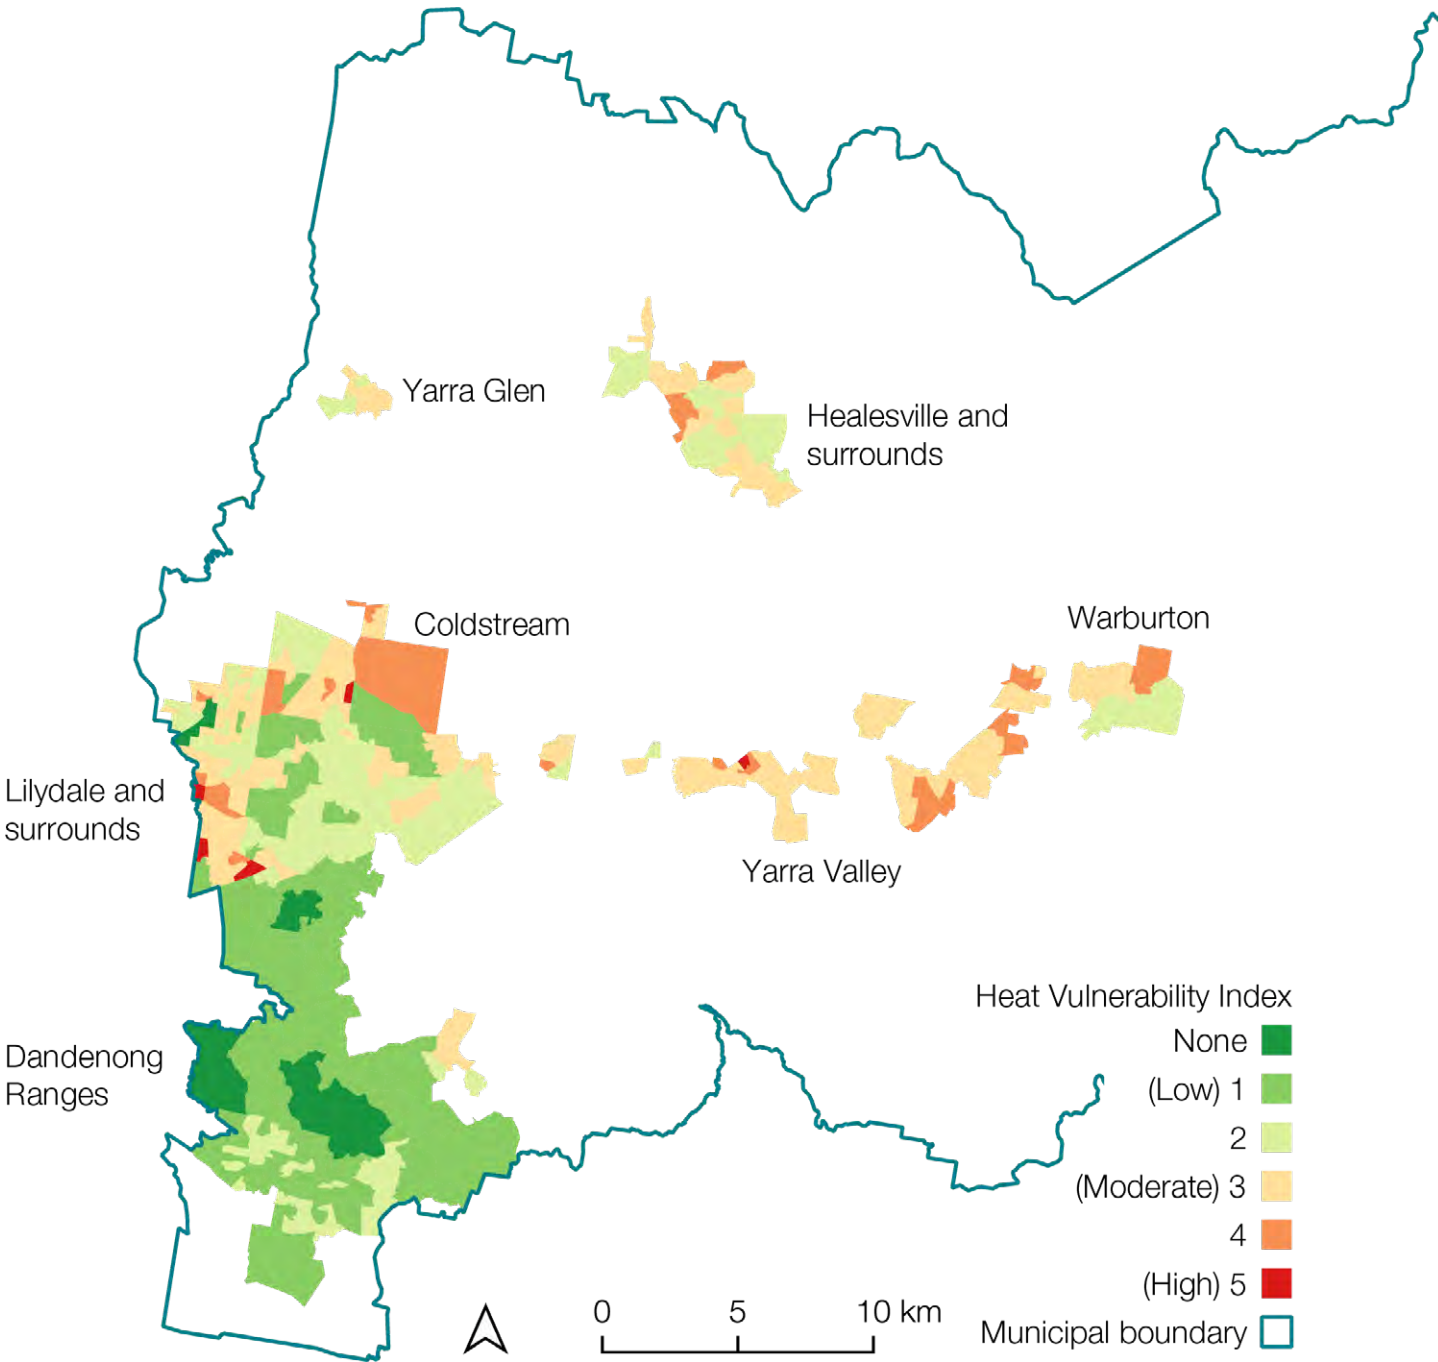 Yarra Glen
Healesville and
surrounds
Coldstream
Warburton
Lilydale and
surrounds
Yarra Valley
Dandenong
Ranges
Heat Vulnerability Index
None
(Low) 1
2
(Moderate) 3
4
(High) 5
Municipal boundary
0 5 10 km